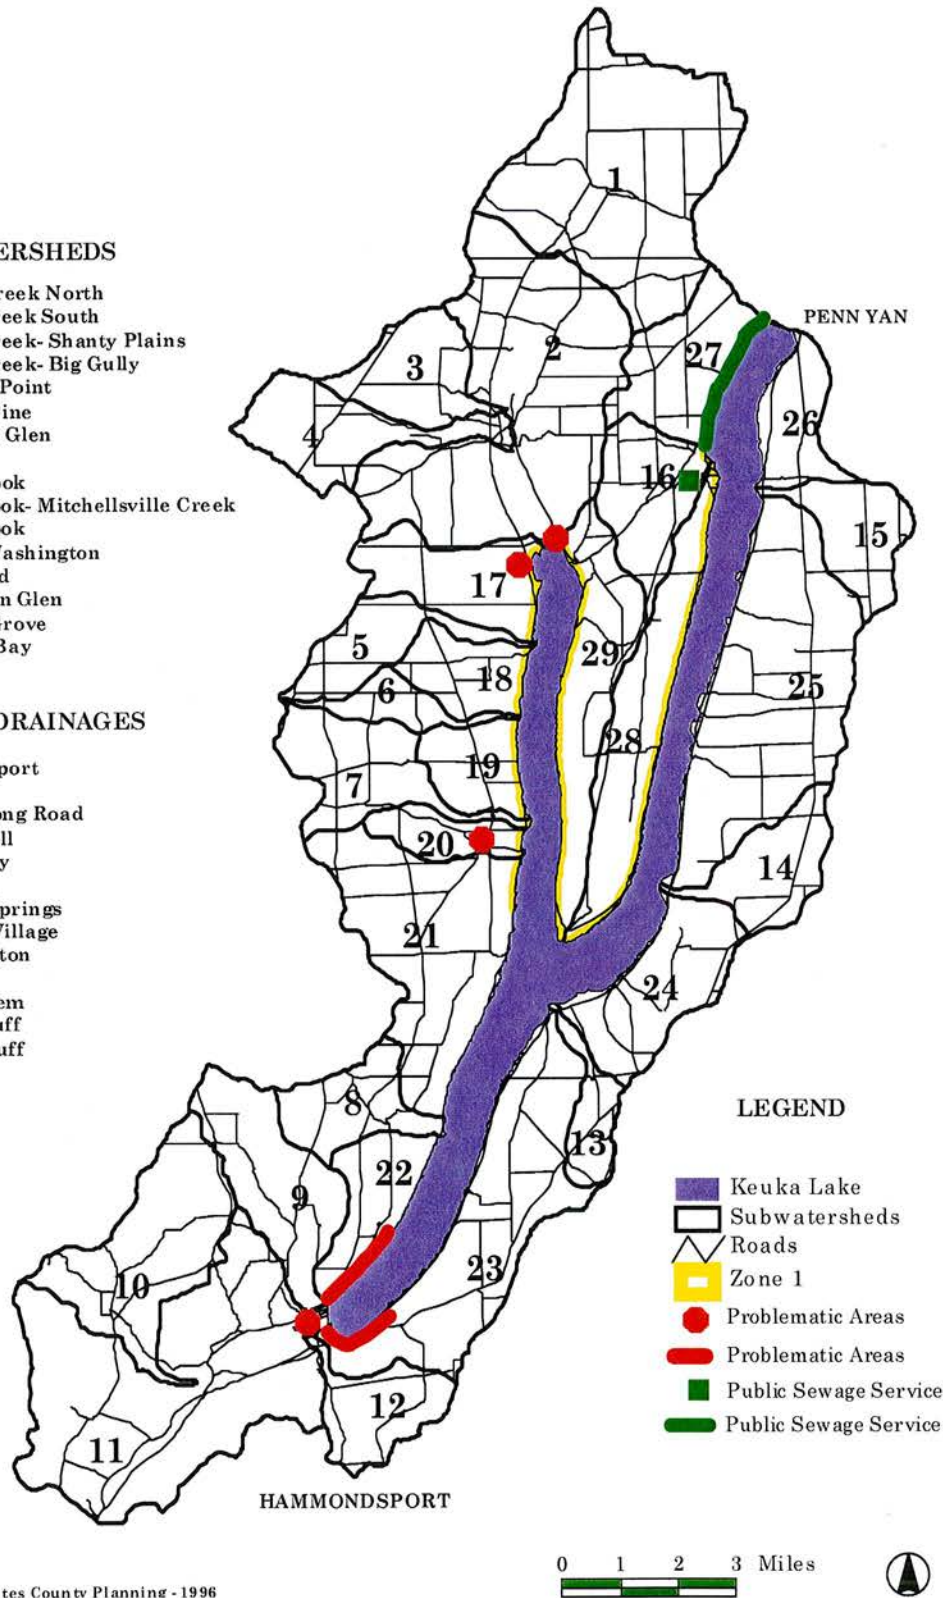 ERSHEDS
reek North
eek South
eek- Shanty Plains
reek- Big Gully
Point
ine
Glen
ok
ok- Mitchellsville Creek
ok
ashington
d
n Glen
rove
Bay
DRAINAGES
port
ong Road
ll
y
prings
Village
ton
em
uff
uff
PENN YAN
1
2
3
4
27
26
16
15
17
5
29
18
6
25
28
19
7
20
14
21
24
8
13
22
9
23
10
12
11
HAMMONDSPORT
LEGEND
Keuka Lake
Subwatersheds
Roads
Zone 1
Problematic Areas
Problematic Areas
Public Sewage Service
Public Sewage Service
0 1 2 3 Miles
tes County Planning - 1996